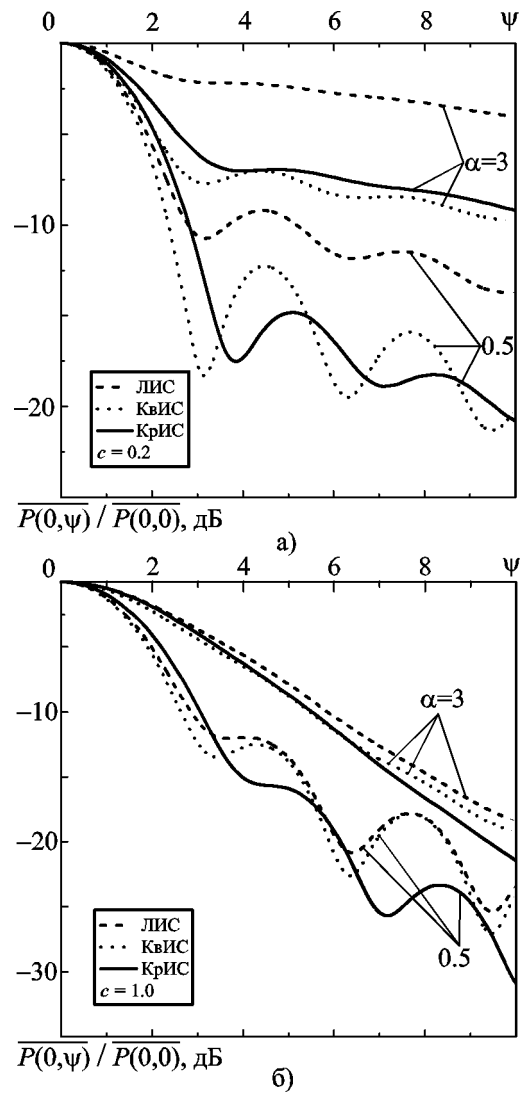 0 2 4 6 8 ψ
α=3
−10
0.5
ЛИС
КвИС
КрИС
c = 0.2
−20
P(0,ψ) / P(0,0), дБ
а)
0 2 4 6 8 ψ
α=3
−10
−20
ЛИС
КвИС
КрИС
c = 1.0
0.5
−30
P(0,ψ) / P(0,0), дБ
б)